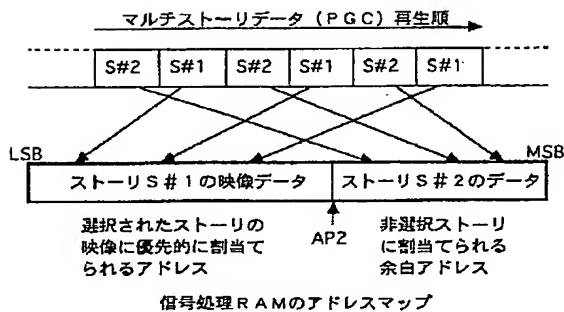 マルチストーリデータ（PGC）再生順
S#2 S#1 S#2 S#1 S#2 S#1
LSB MSB
ストーリS＃1の映像データ ストーリS＃2のデータ
選択されたストーリの
映像に優先的に割当て
られるアドレス
AP2
非選択ストーリ
に割当てられる
余白アドレス
信号処理RAMのアドレスマップ